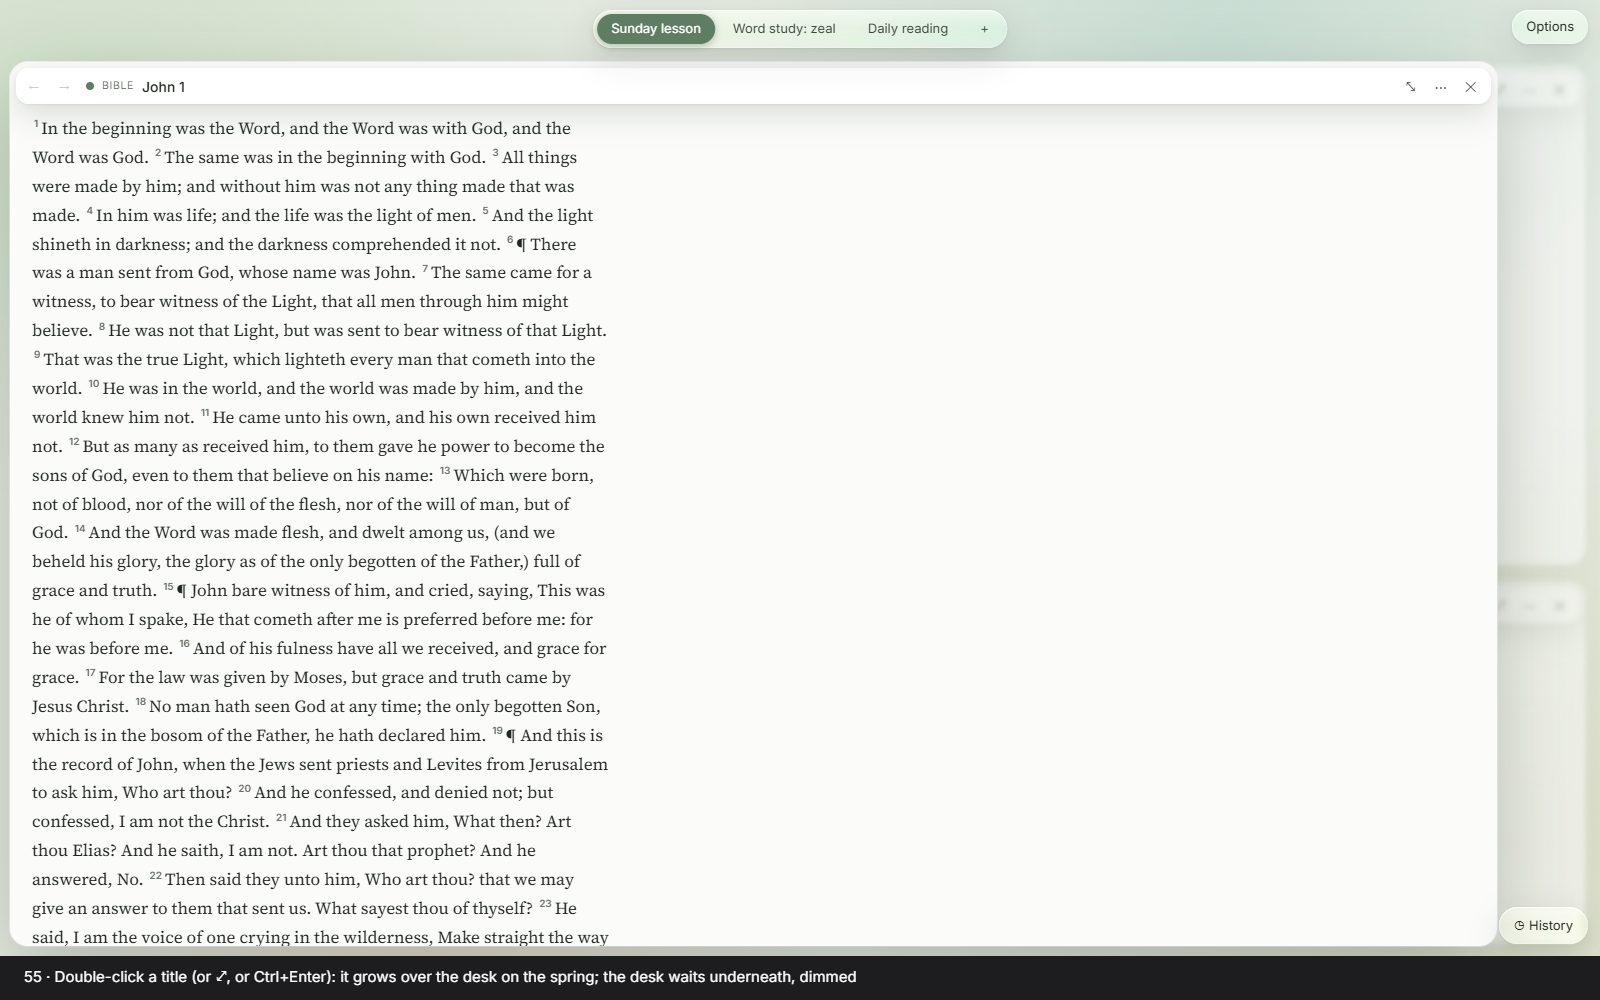 Sunday lesson Word study: zeal Daily reading +
Options
← → ● BIBLE John 1 ⤡ ··· ×
1 In the beginning was the Word, and the Word was with God, and the
Word was God. 2 The same was in the beginning with God. 3 All things
were made by him; and without him was not any thing made that was
made. 4 In him was life; and the life was the light of men. 5 And the light
shineth in darkness; and the darkness comprehended it not. 6 ¶ There
was a man sent from God, whose name was John. 7 The same came for a
witness, to bear witness of the Light, that all men through him might
believe. 8 He was not that Light, but was sent to bear witness of that Light.
9 That was the true Light, which lighteth every man that cometh into the
world. 10 He was in the world, and the world was made by him, and the
world knew him not. 11 He came unto his own, and his own received him
not. 12 But as many as received him, to them gave he power to become the
sons of God, even to them that believe on his name: 13 Which were born,
not of blood, nor of the will of the flesh, nor of the will of man, but of
God. 14 And the Word was made flesh, and dwelt among us, (and we
beheld his glory, the glory as of the only begotten of the Father,) full of
grace and truth. 15 ¶ John bare witness of him, and cried, saying, This was
he of whom I spake, He that cometh after me is preferred before me: for
he was before me. 16 And of his fulness have all we received, and grace for
grace. 17 For the law was given by Moses, but grace and truth came by
Jesus Christ. 18 No man hath seen God at any time; the only begotten Son,
which is in the bosom of the Father, he hath declared him. 19 ¶ And this is
the record of John, when the Jews sent priests and Levites from Jerusalem
to ask him, Who art thou? 20 And he confessed, and denied not; but
confessed, I am not the Christ. 21 And they asked him, What then? Art
thou Elias? And he saith, I am not. Art thou that prophet? And he
answered, No. 22 Then said they unto him, Who art thou? that we may
give an answer to them that sent us. What sayest thou of thyself? 23 He
said, I am the voice of one crying in the wilderness, Make straight the way
◷ History
55 · Double-click a title (or ⤢, or Ctrl+Enter): it grows over the desk on the spring; the desk waits underneath, dimmed